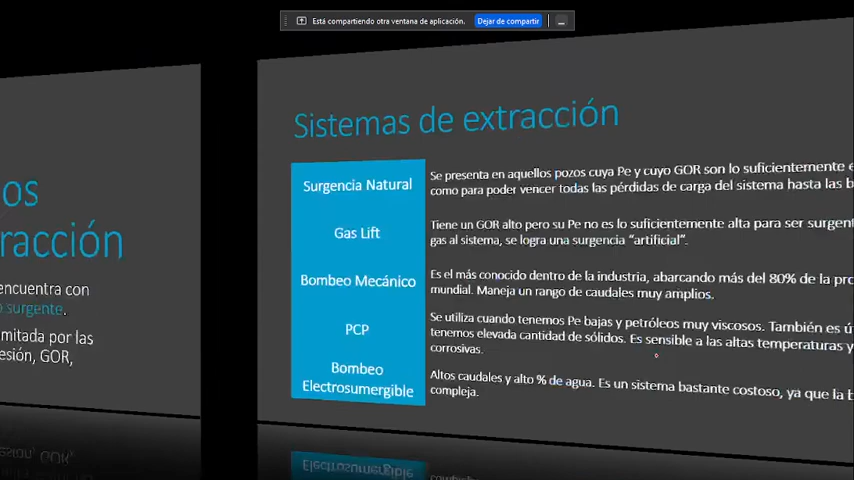 Está compartiendo otra ventana de aplicación. Dejar de compartir
os
racción
encuentra con
surgente.
mitada por las
esión, GOR,
Sistemas de extracción
Surgencia Natural
Se presenta en aquellos pozos cuya Pe y cuyo GOR son lo suficientemente
como para poder vencer todas las pérdidas de carga del sistema hasta las
Gas Lift
Tiene un GOR alto pero su Pe no es lo suficientemente alta para ser surgent
gas al sistema, se logra una surgencia “artificial”.
Bombeo Mecánico
Es el más conocido dentro de la industria, abarcando más del 80% de la pro
mundial. Maneja un rango de caudales muy amplios.
PCP
Se utiliza cuando tenemos Pe bajas y petróleos muy viscosos. También es ú
tenemos elevada cantidad de sólidos. Es sensible a las altas temperaturas y
corrosivas.
Bombeo
Electrosumergible
Altos caudales y alto % de agua. Es un sistema bastante costoso, ya que la b
compleja.
Electrosumergible